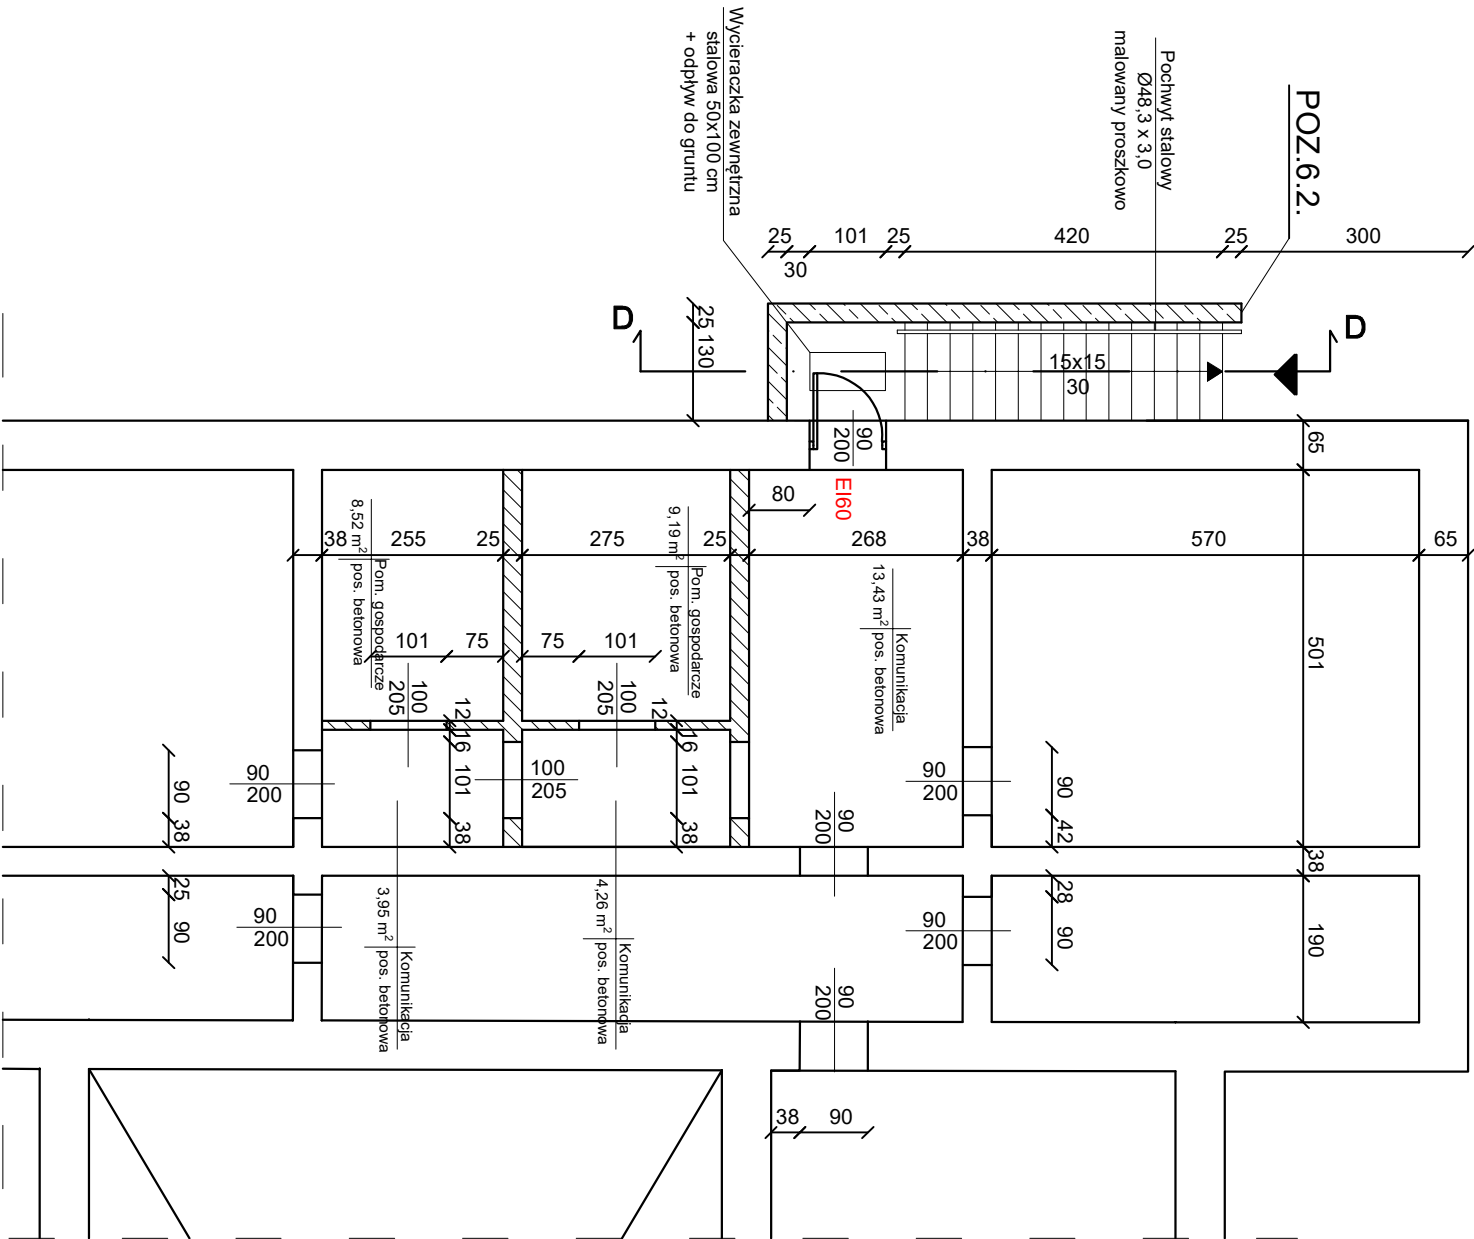 Wycieraczka zewnętrzna
stalowa 50x100 cm
+ odpływ do gruntu
Pochwyt stalowy
Ø48,3 x 3,0
malowany proszkowo
POZ.6.2.
25
30
101
25
420
25
300
25
130
D
D
15x15
30
90
200
EI60
65
80
38
255
25
275
25
268
38
570
65
8,52 m²
Pom. gospodarcze
pos. betonowa
9,19 m²
Pom. gospodarcze
pos. betonowa
13,43 m²
Komunikacja
pos. betonowa
501
101
75
75
101
100
205
100
205
12
16
101
38
12
16
101
38
100
205
90
38
90
200
90
200
90
200
90
42
38
25
90
90
200
3,95 m²
Komunikacja
pos. betonowa
4,26 m²
Komunikacja
pos. betonowa
90
200
28
90
190
90
200
38
90